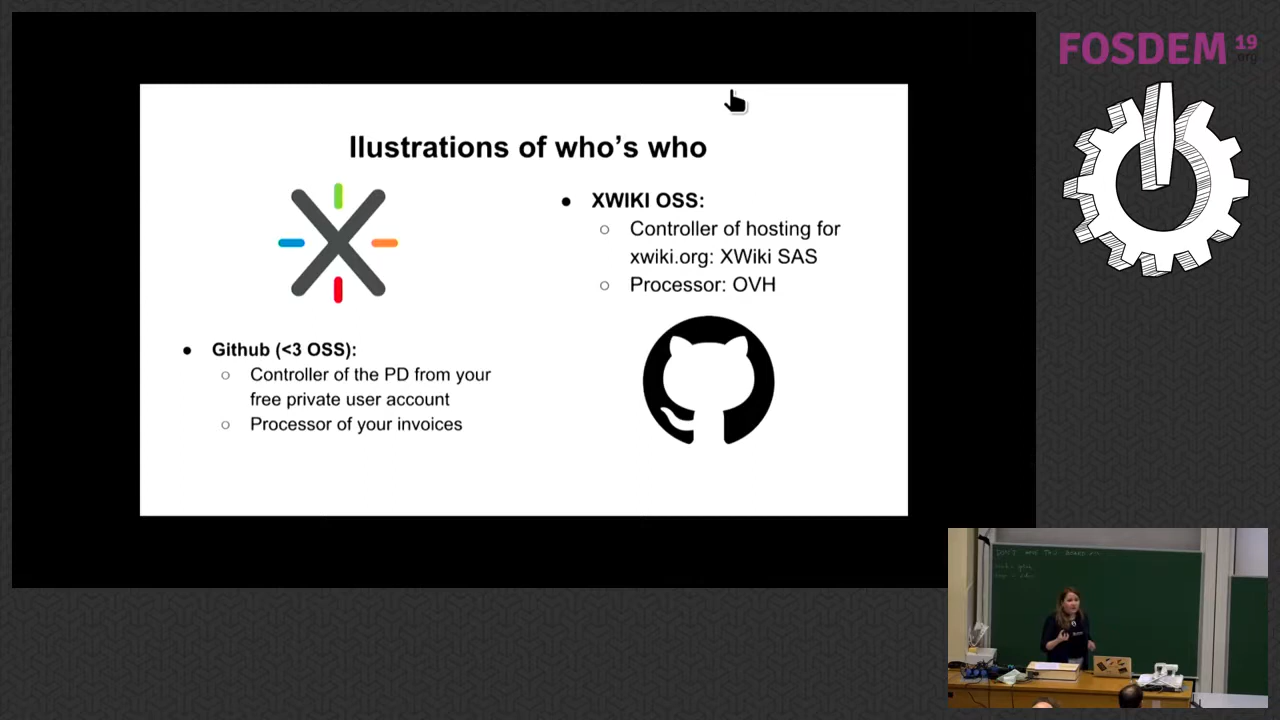 FOSDEM 19
.org
Ilustrations of who's who
● XWIKI OSS:
○ Controller of hosting for
xwiki.org: XWiki SAS
○ Processor: OVH
● Github (<3 OSS):
○ Controller of the PD from your
free private user account
○ Processor of your invoices
DON'T